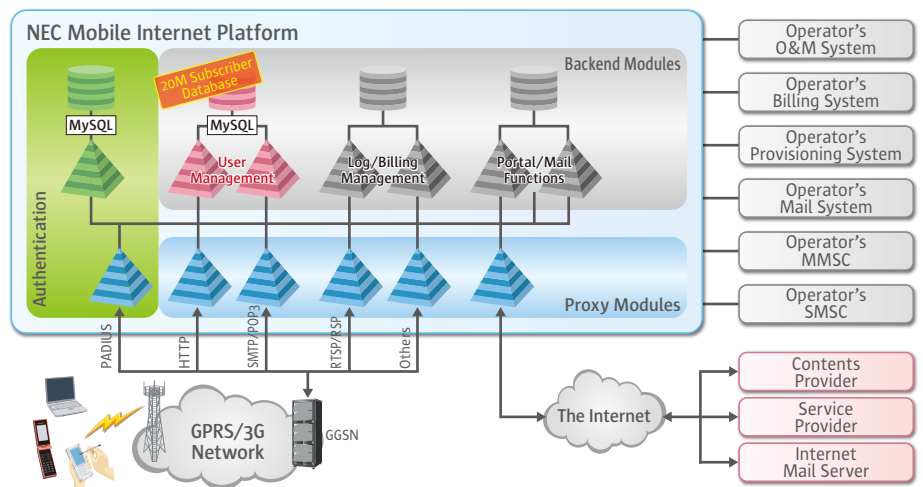 NEC Mobile Internet Platform
Backend Modules
20M Subscriber
Database
MySQL
MySQL
User
Management
Log/Billing
Management
Portal/Mail
Functions
Authentication
Proxy Modules
PADIUS
HTTP
SMTP/POP3
RTSP/RSP
Others
GPRS/3G
Network
GGSN
The Internet
Operator's
O&M System
Operator's
Billing System
Operator's
Provisioning System
Operator's
Mail System
Operator's
MMSC
Operator's
SMSC
Contents
Provider
Service
Provider
Internet
Mail Server